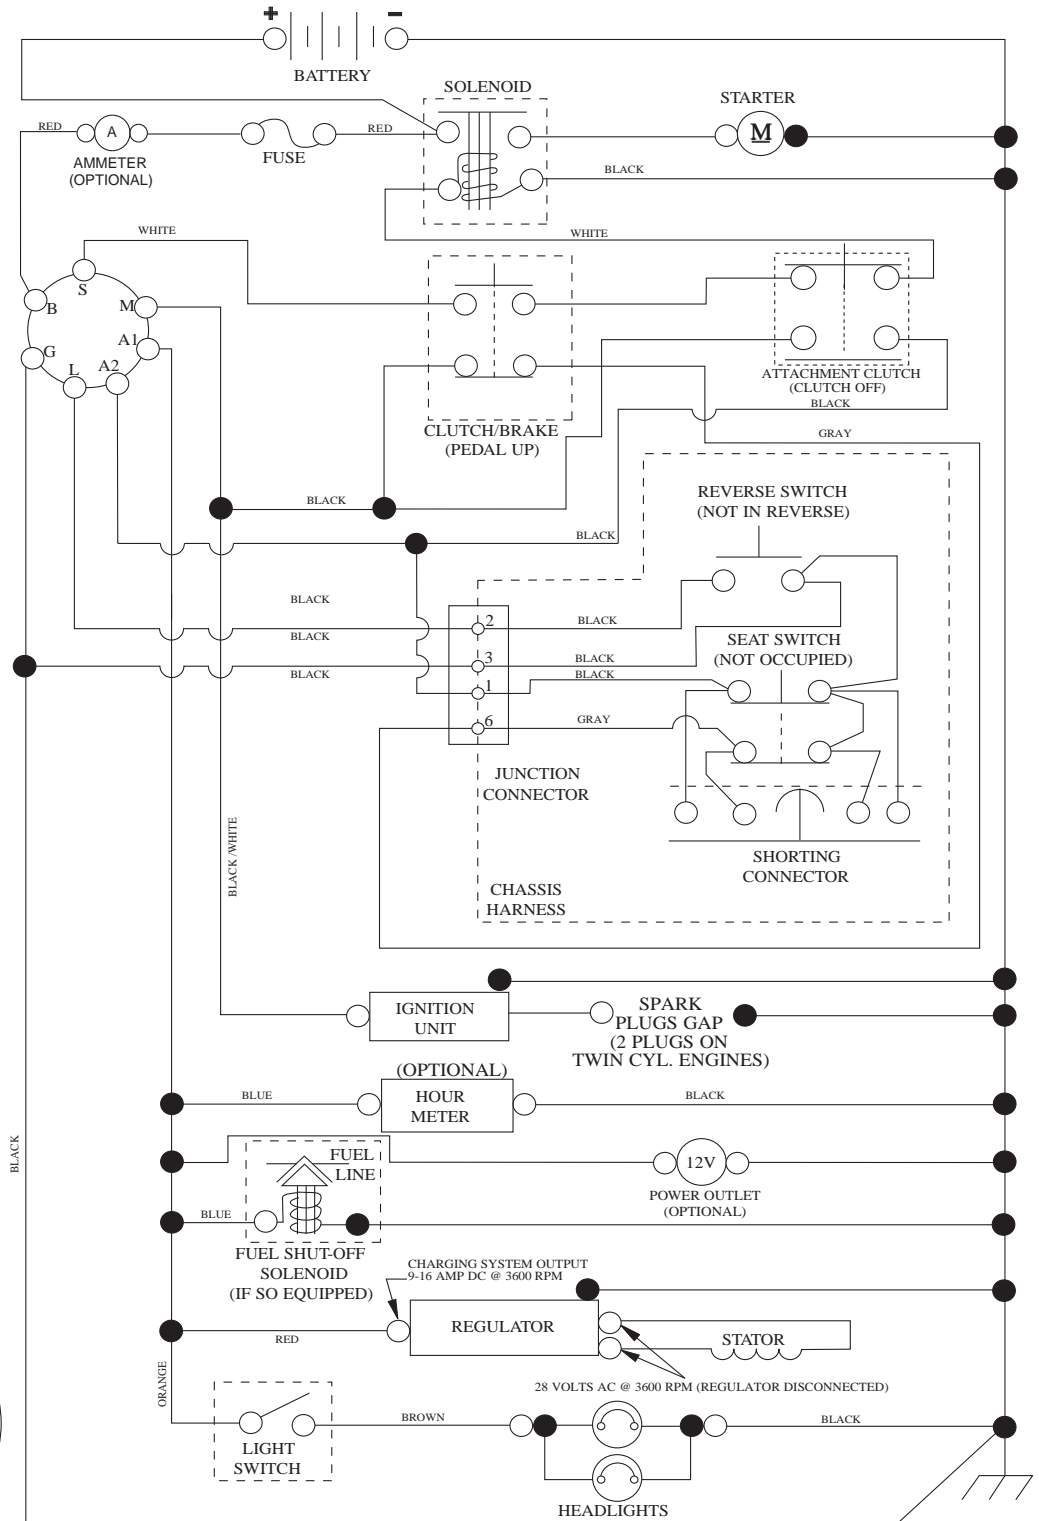 + -
BATTERY
SOLENOID
STARTER
RED
A
FUSE
RED
M
AMMETER
(OPTIONAL)
BLACK
WHITE
WHITE
S
B
M
G
A1
L
A2
ATTACHMENT CLUTCH
(CLUTCH OFF)
BLACK
CLUTCH/BRAKE
(PEDAL UP)
GRAY
REVERSE SWITCH
(NOT IN REVERSE)
BLACK
BLACK
BLACK
2
BLACK
BLACK
SEAT SWITCH
(NOT OCCUPIED)
3
BLACK
BLACK
BLACK
1
6
GRAY
JUNCTION
CONNECTOR
BLACK /WHITE
SHORTING
CONNECTOR
CHASSIS
HARNESS
IGNITION
UNIT
SPARK
PLUGS GAP
(2 PLUGS ON
TWIN CYL. ENGINES)
(OPTIONAL)
BLUE
HOUR
METER
BLACK
BLACK
FUEL
LINE
12V
POWER OUTLET
(OPTIONAL)
BLUE
FUEL SHUT-OFF
SOLENOID
(IF SO EQUIPPED)
CHARGING SYSTEM OUTPUT
9-16 AMP DC @ 3600 RPM
REGULATOR
STATOR
RED
ORANGE
28 VOLTS AC @ 3600 RPM (REGULATOR DISCONNECTED)
BROWN
BLACK
LIGHT
SWITCH
HEADLIGHTS